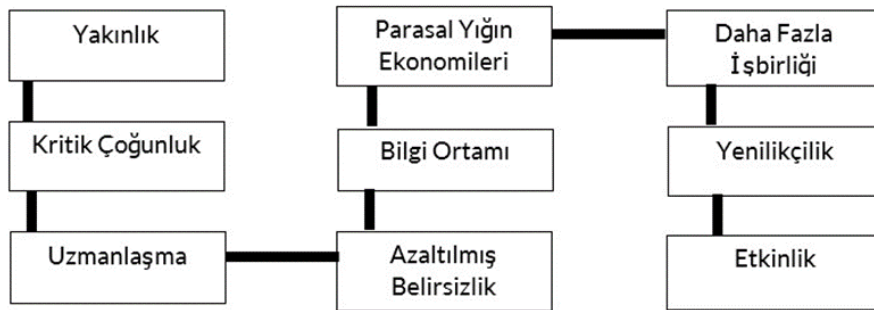 Yakınlık
Kritik Çoğunluk
Uzmanlaşma
Azaltılmış
Belirsizlik
Bilgi Ortamı
Parasal Yığın
Ekonomileri
Daha Fazla
İşbirliği
Yenilikçilik
Etkinlik